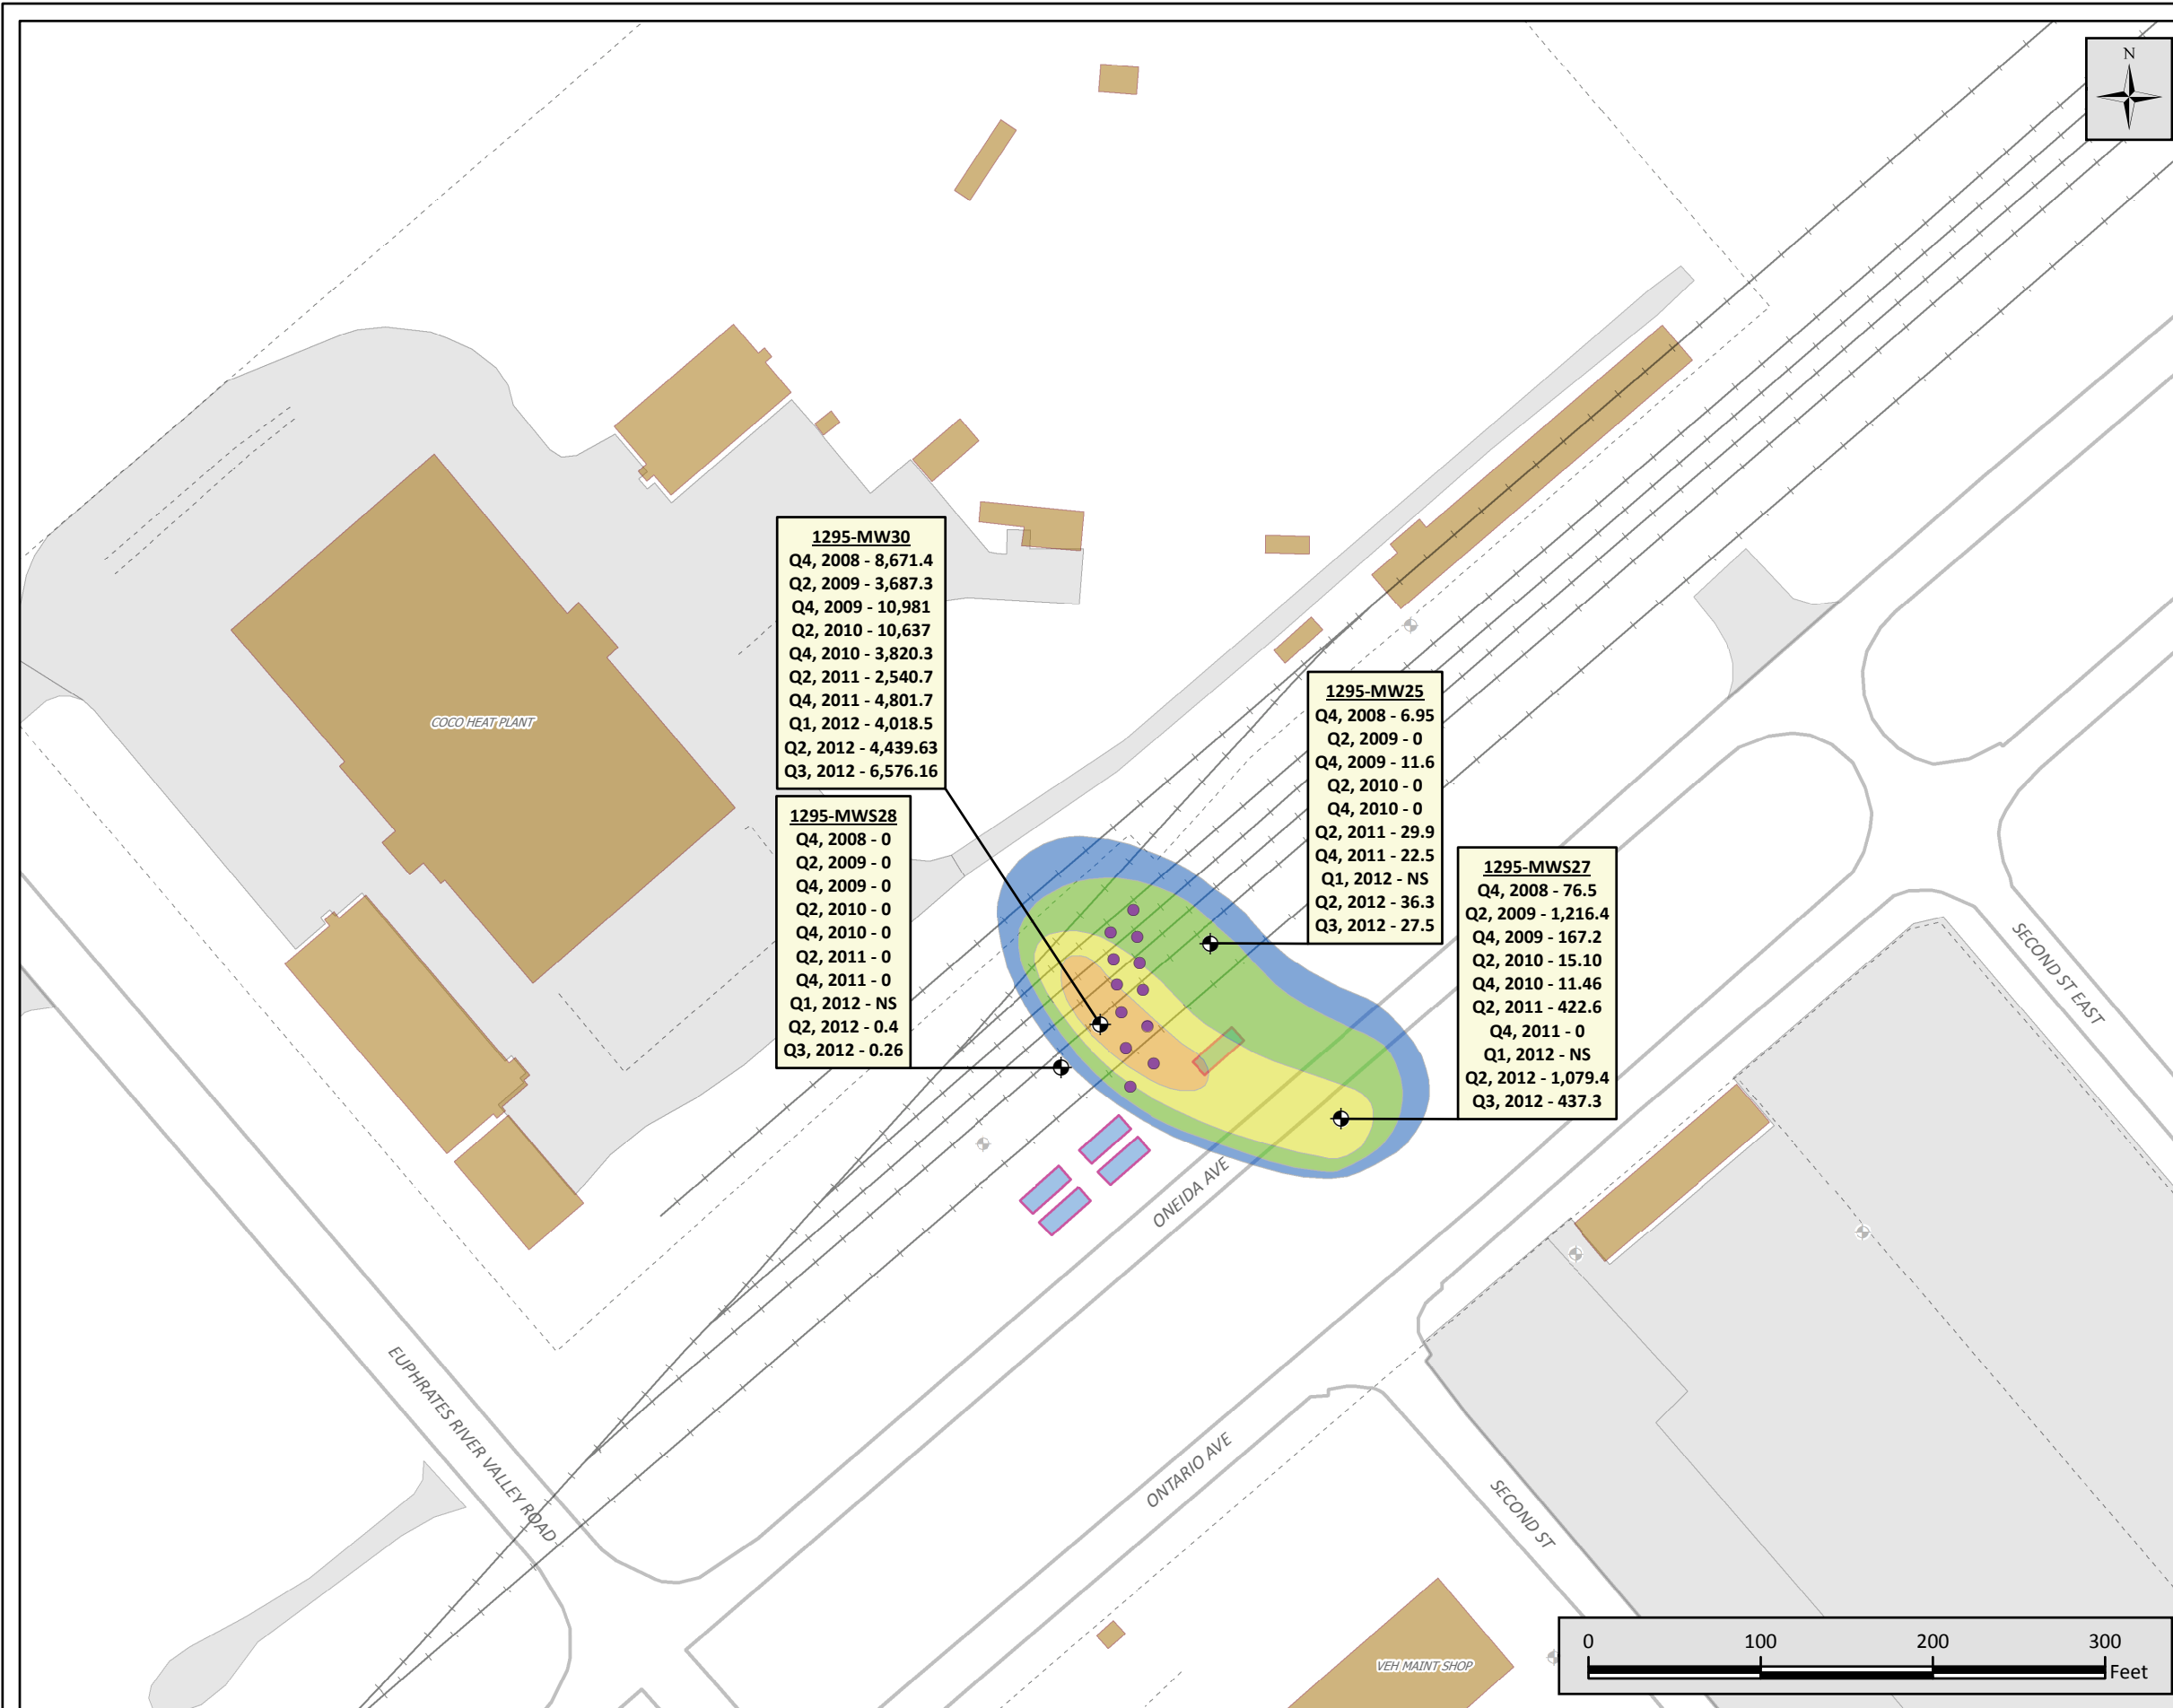 N
1295-MW30
Q4, 2008 - 8,671.4
Q2, 2009 - 3,687.3
Q4, 2009 - 10,981
Q2, 2010 - 10,637
Q4, 2010 - 3,820.3
Q2, 2011 - 2,540.7
Q4, 2011 - 4,801.7
Q1, 2012 - 4,018.5
Q2, 2012 - 4,439.63
Q3, 2012 - 6,576.16
1295-MW25
Q4, 2008 - 6.95
Q2, 2009 - 0
Q4, 2009 - 11.6
Q2, 2010 - 0
Q4, 2010 - 0
Q2, 2011 - 29.9
Q4, 2011 - 22.5
Q1, 2012 - NS
Q2, 2012 - 36.3
Q3, 2012 - 27.5
COCO HEAT PLANT
1295-MWS28
Q4, 2008 - 0
Q2, 2009 - 0
Q4, 2009 - 0
Q2, 2010 - 0
Q4, 2010 - 0
Q2, 2011 - 0
Q4, 2011 - 0
Q1, 2012 - NS
Q2, 2012 - 0.4
Q3, 2012 - 0.26
1295-MWS27
Q4, 2008 - 76.5
Q2, 2009 - 1,216.4
Q4, 2009 - 167.2
Q2, 2010 - 15.10
Q4, 2010 - 11.46
Q2, 2011 - 422.6
Q4, 2011 - 0
Q1, 2012 - NS
Q2, 2012 - 1,079.4
Q3, 2012 - 437.3
SECOND ST EAST
ONEIDA AVE
EUPHRATES RIVER VALLEY ROAD
ONTARIO AVE
SECOND ST
VEH MAINT SHOP
0 100 200 300
Feet